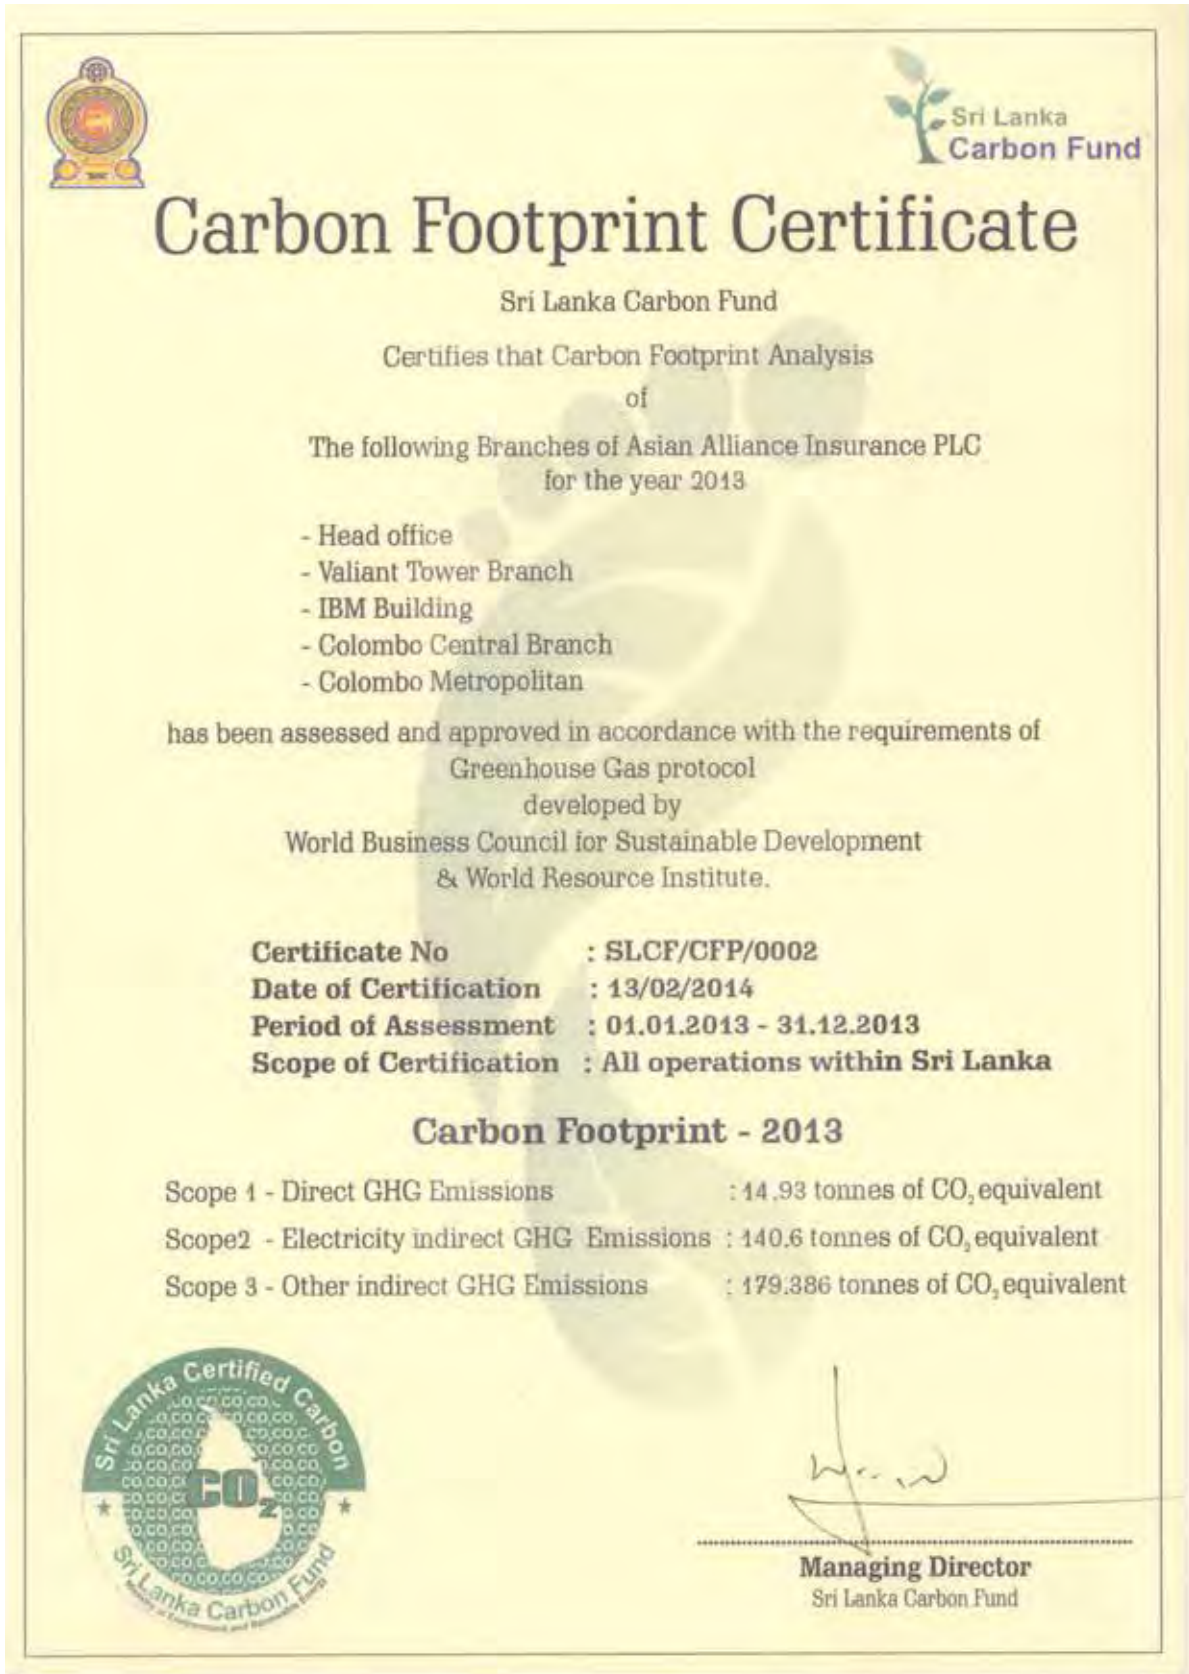 Sri Lanka
Carbon Fund
Carbon Footprint Certificate
Sri Lanka Carbon Fund
Certifies that Carbon Footprint Analysis
of
The following Branches of Asian Alliance Insurance PLC
for the year 2013
- Head office
- Valiant Tower Branch
- IBM Building
- Colombo Central Branch
- Colombo Metropolitan
has been assessed and approved in accordance with the requirements of
Greenhouse Gas protocol
developed by
World Business Council for Sustainable Development
& World Resource Institute.
Certificate No : SLCF/CFP/0002
Date of Certification : 13/02/2014
Period of Assessment : 01.01.2013 - 31.12.2013
Scope of Certification : All operations within Sri Lanka
Carbon Footprint - 2013
Scope 1 - Direct GHG Emissions : 14.93 tonnes of CO₂ equivalent
Scope2 - Electricity indirect GHG Emissions : 140.6 tonnes of CO₂ equivalent
Scope 3 - Other indirect GHG Emissions : 179.386 tonnes of CO₂ equivalent
Sri Lanka Certified Carbon
CO₂
Sri Lanka Carbon Fund
Managing Director
Sri Lanka Carbon Fund